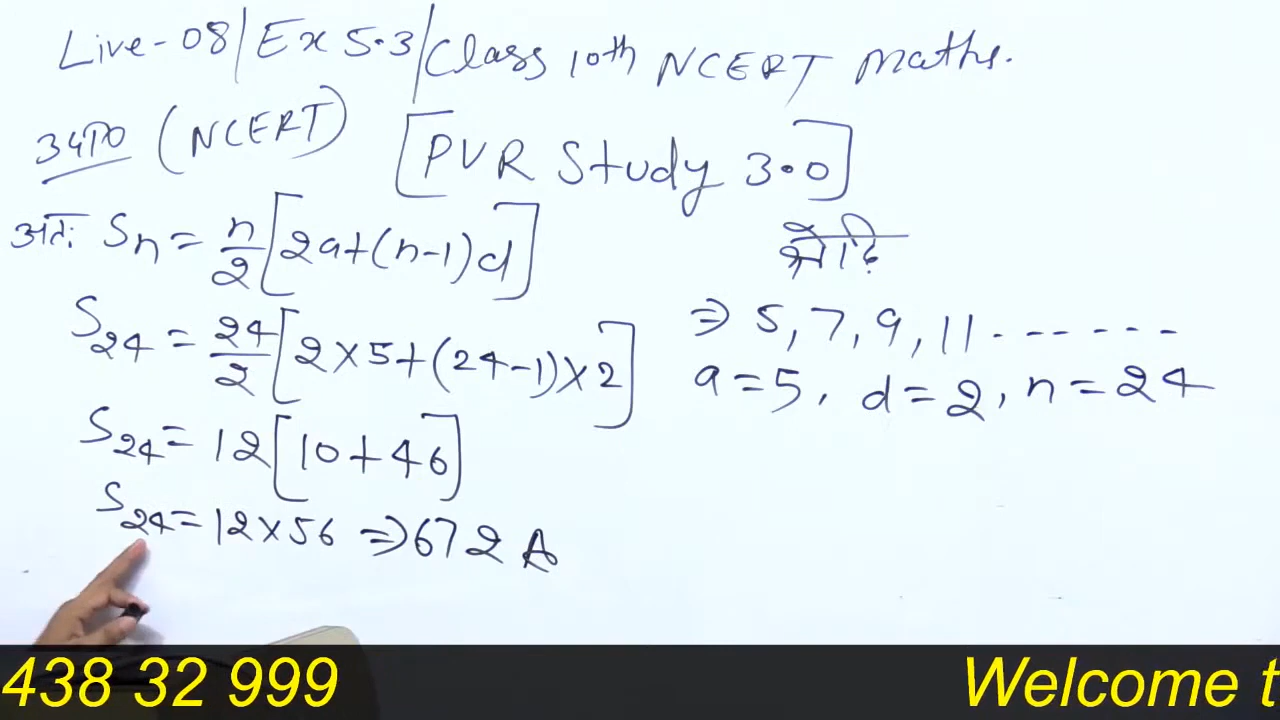 Live-08/Ex 5.3/Class 10th NCERT Maths.
उ4P0 (NCERT) [PVR Study 3.0]
अतः Sn = n/2 [2a+(n-1)d]
श्रेढ़ि
S24 = 24/2 [2×5+(24-1)×2]
⇒ 5, 7, 9, 11 - - - - - -
a=5, d=2, n=24
S24 = 12[10+46]
S24 = 12×56 ⇒ 672 A
438 32 999
Welcome t